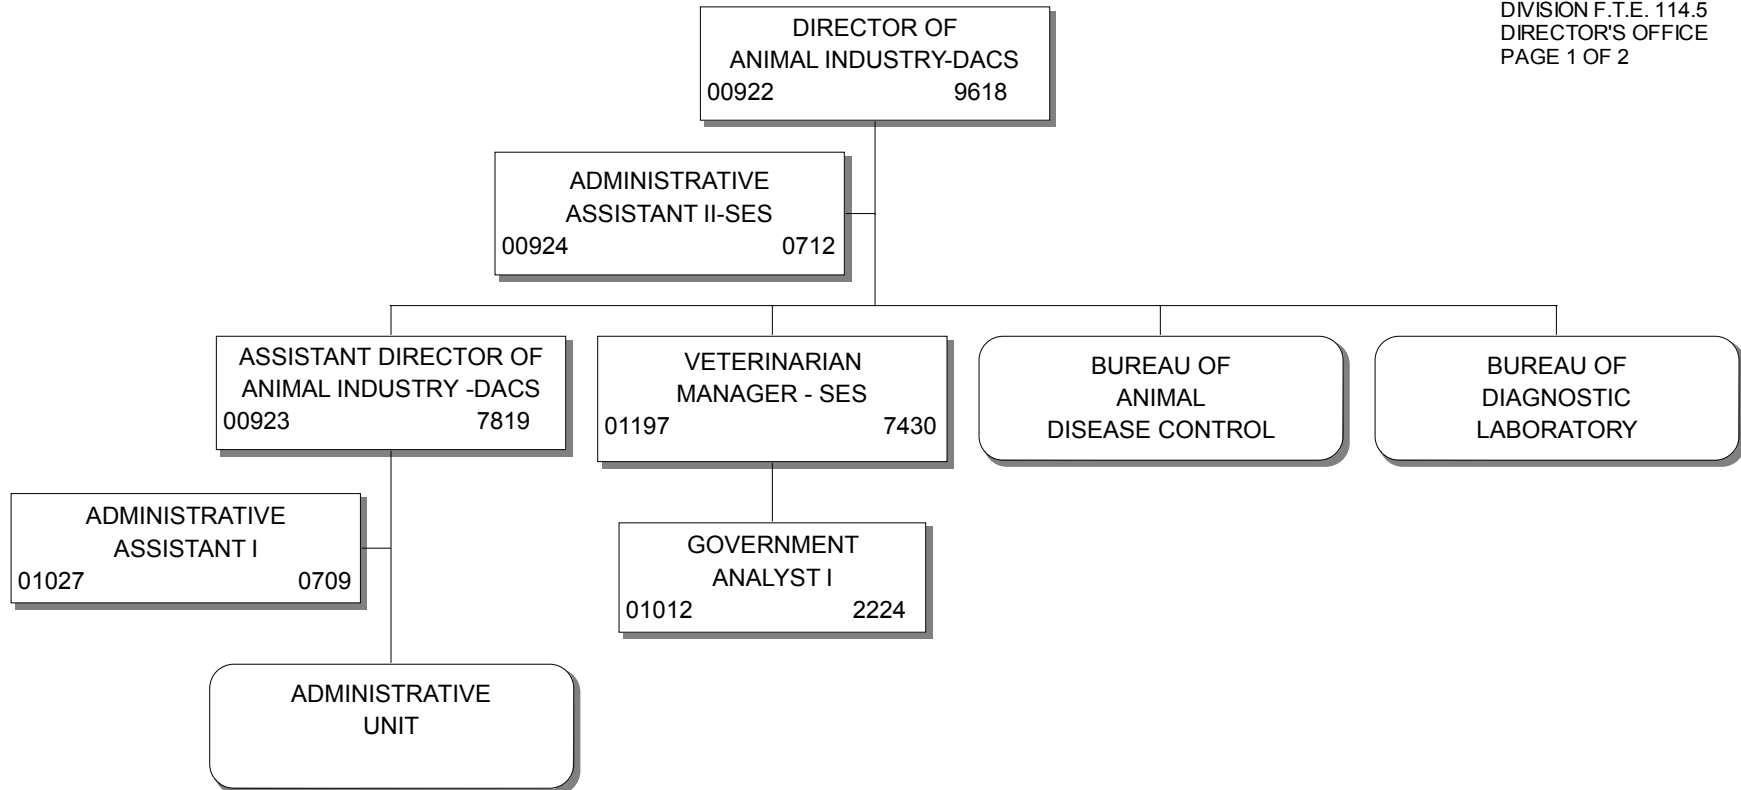 DIVISION F.T.E. 114.5
DIRECTOR'S OFFICE
PAGE 1 OF 2
DIRECTOR OF
ANIMAL INDUSTRY-DACS
00922 9618
ADMINISTRATIVE
ASSISTANT II-SES
00924 0712
ASSISTANT DIRECTOR OF
ANIMAL INDUSTRY -DACS
00923 7819
VETERINARIAN
MANAGER - SES
01197 7430
BUREAU OF
ANIMAL
DISEASE CONTROL
BUREAU OF
DIAGNOSTIC
LABORATORY
ADMINISTRATIVE
ASSISTANT I
01027 0709
GOVERNMENT
ANALYST I
01012 2224
ADMINISTRATIVE
UNIT